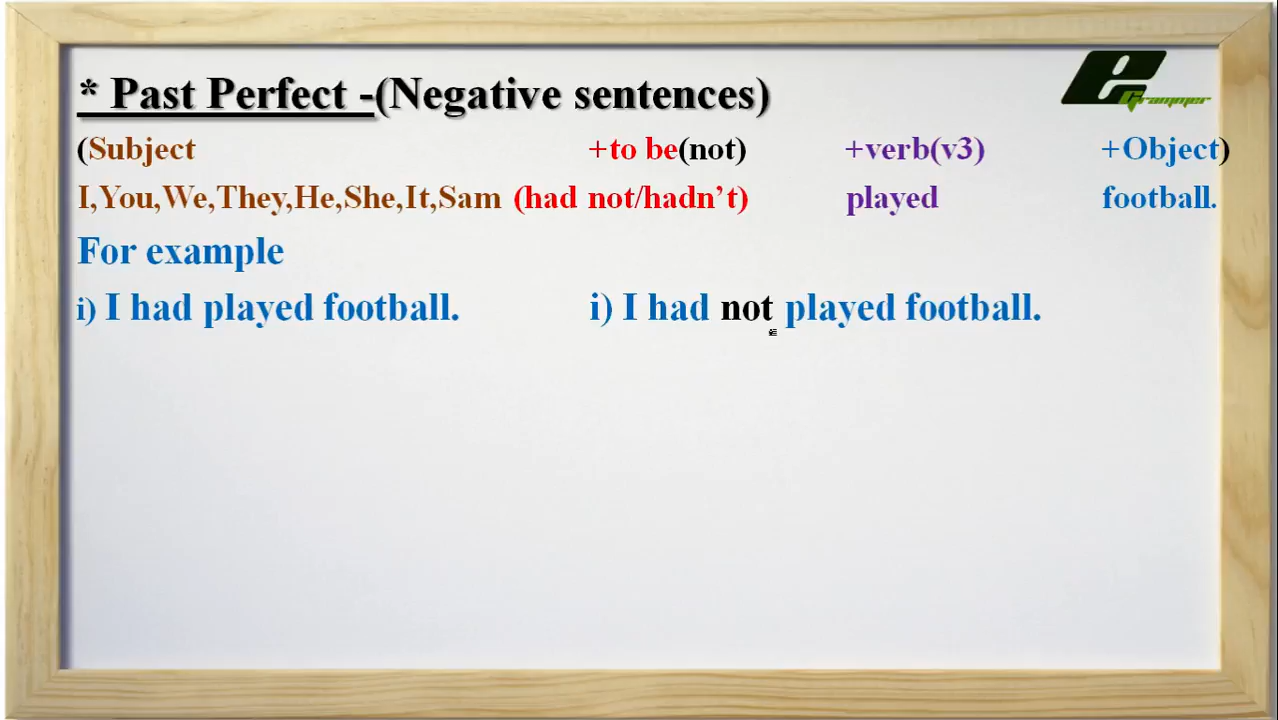 * Past Perfect -(Negative sentences)
e Grammer
(Subject +to be(not) +verb(v3) +Object)
I,You,We,They,He,She,It,Sam (had not/hadn’t) played football.
For example
i) I had played football. i) I had not played football.